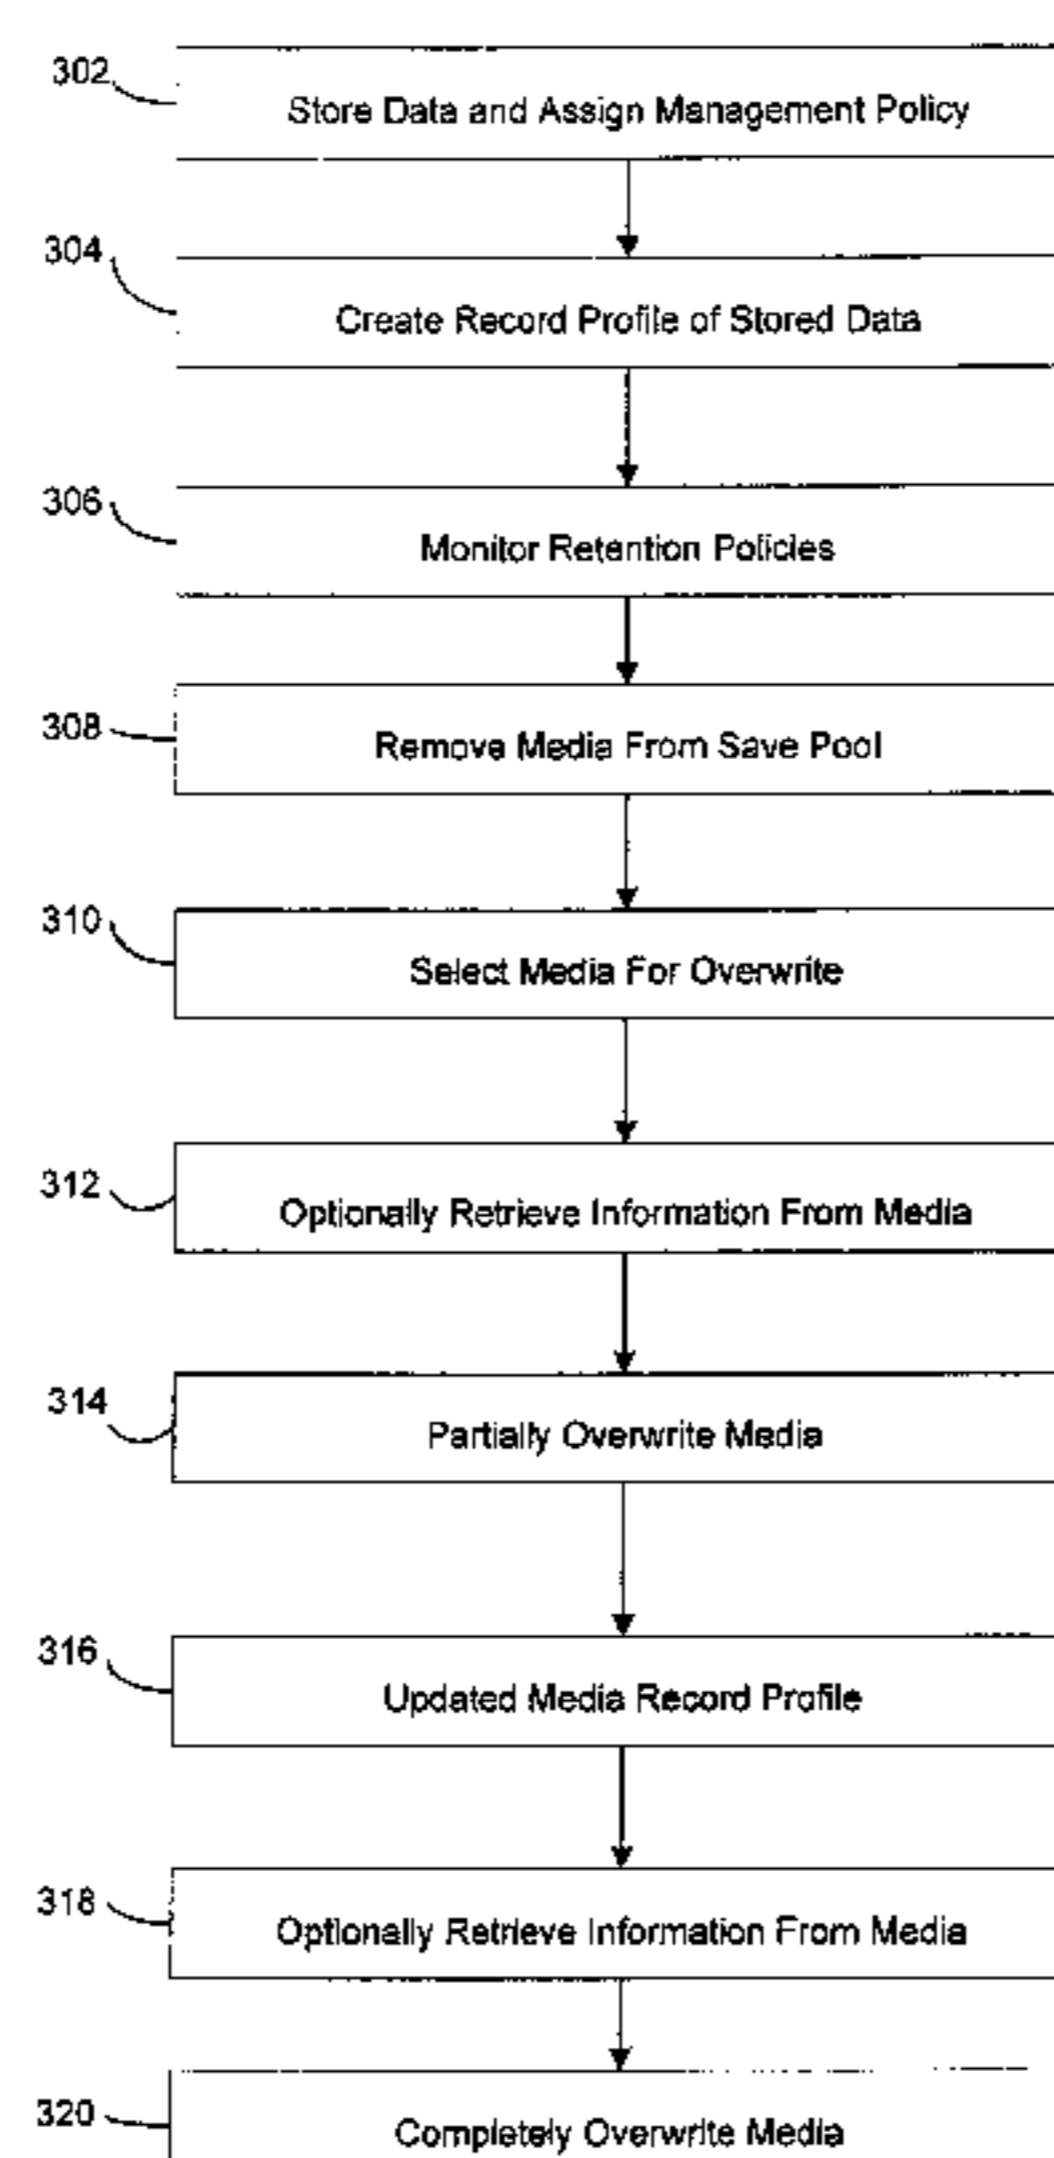 302
Store Data and Assign Management Policy
304
Create Record Profile of Stored Data
306
Monitor Retention Policies
308
Remove Media From Save Pool
310
Select Media For Overwrite
312
Optionally Retrieve Information From Media
314
Partially Overwrite Media
316
Updated Media Record Profile
318
Optionally Retrieve Information From Media
320
Completely Overwrite Media